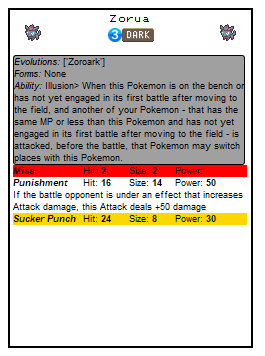 Zorua
3 DARK
Evolutions: ['Zoroark']
Forms: None
Ability: Illusion> When this Pokemon is on the bench or
has not yet engaged in its first battle after moving to
the field, and another of your Pokemon - that has the
same MP or less than this Pokemon and has not yet
engaged in its first battle after moving to the field - is
attacked, before the battle, that Pokemon may switch
places with this Pokemon.
Miss Hit: 2 Size: 2 Power:
Punishment Hit: 16 Size: 14 Power: 50
If the battle opponent is under an effect that increases
Attack damage, this Attack deals +50 damage
Sucker Punch Hit: 24 Size: 8 Power: 30